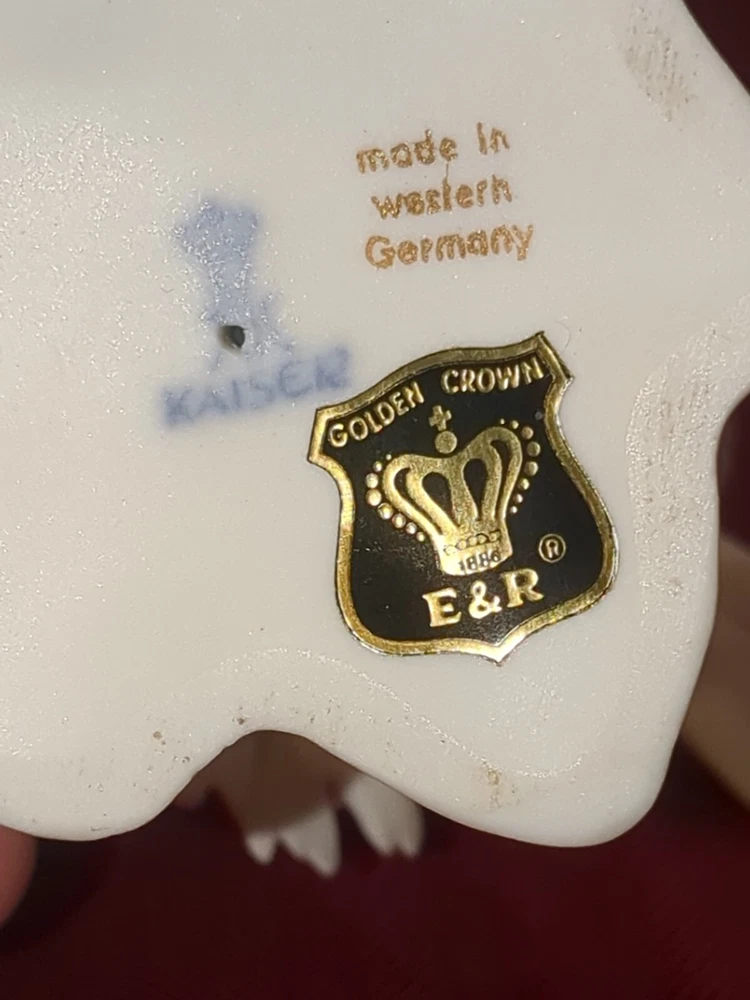 made in
western
Germany
KAISER
GOLDEN CROWN
1886
®
E&R